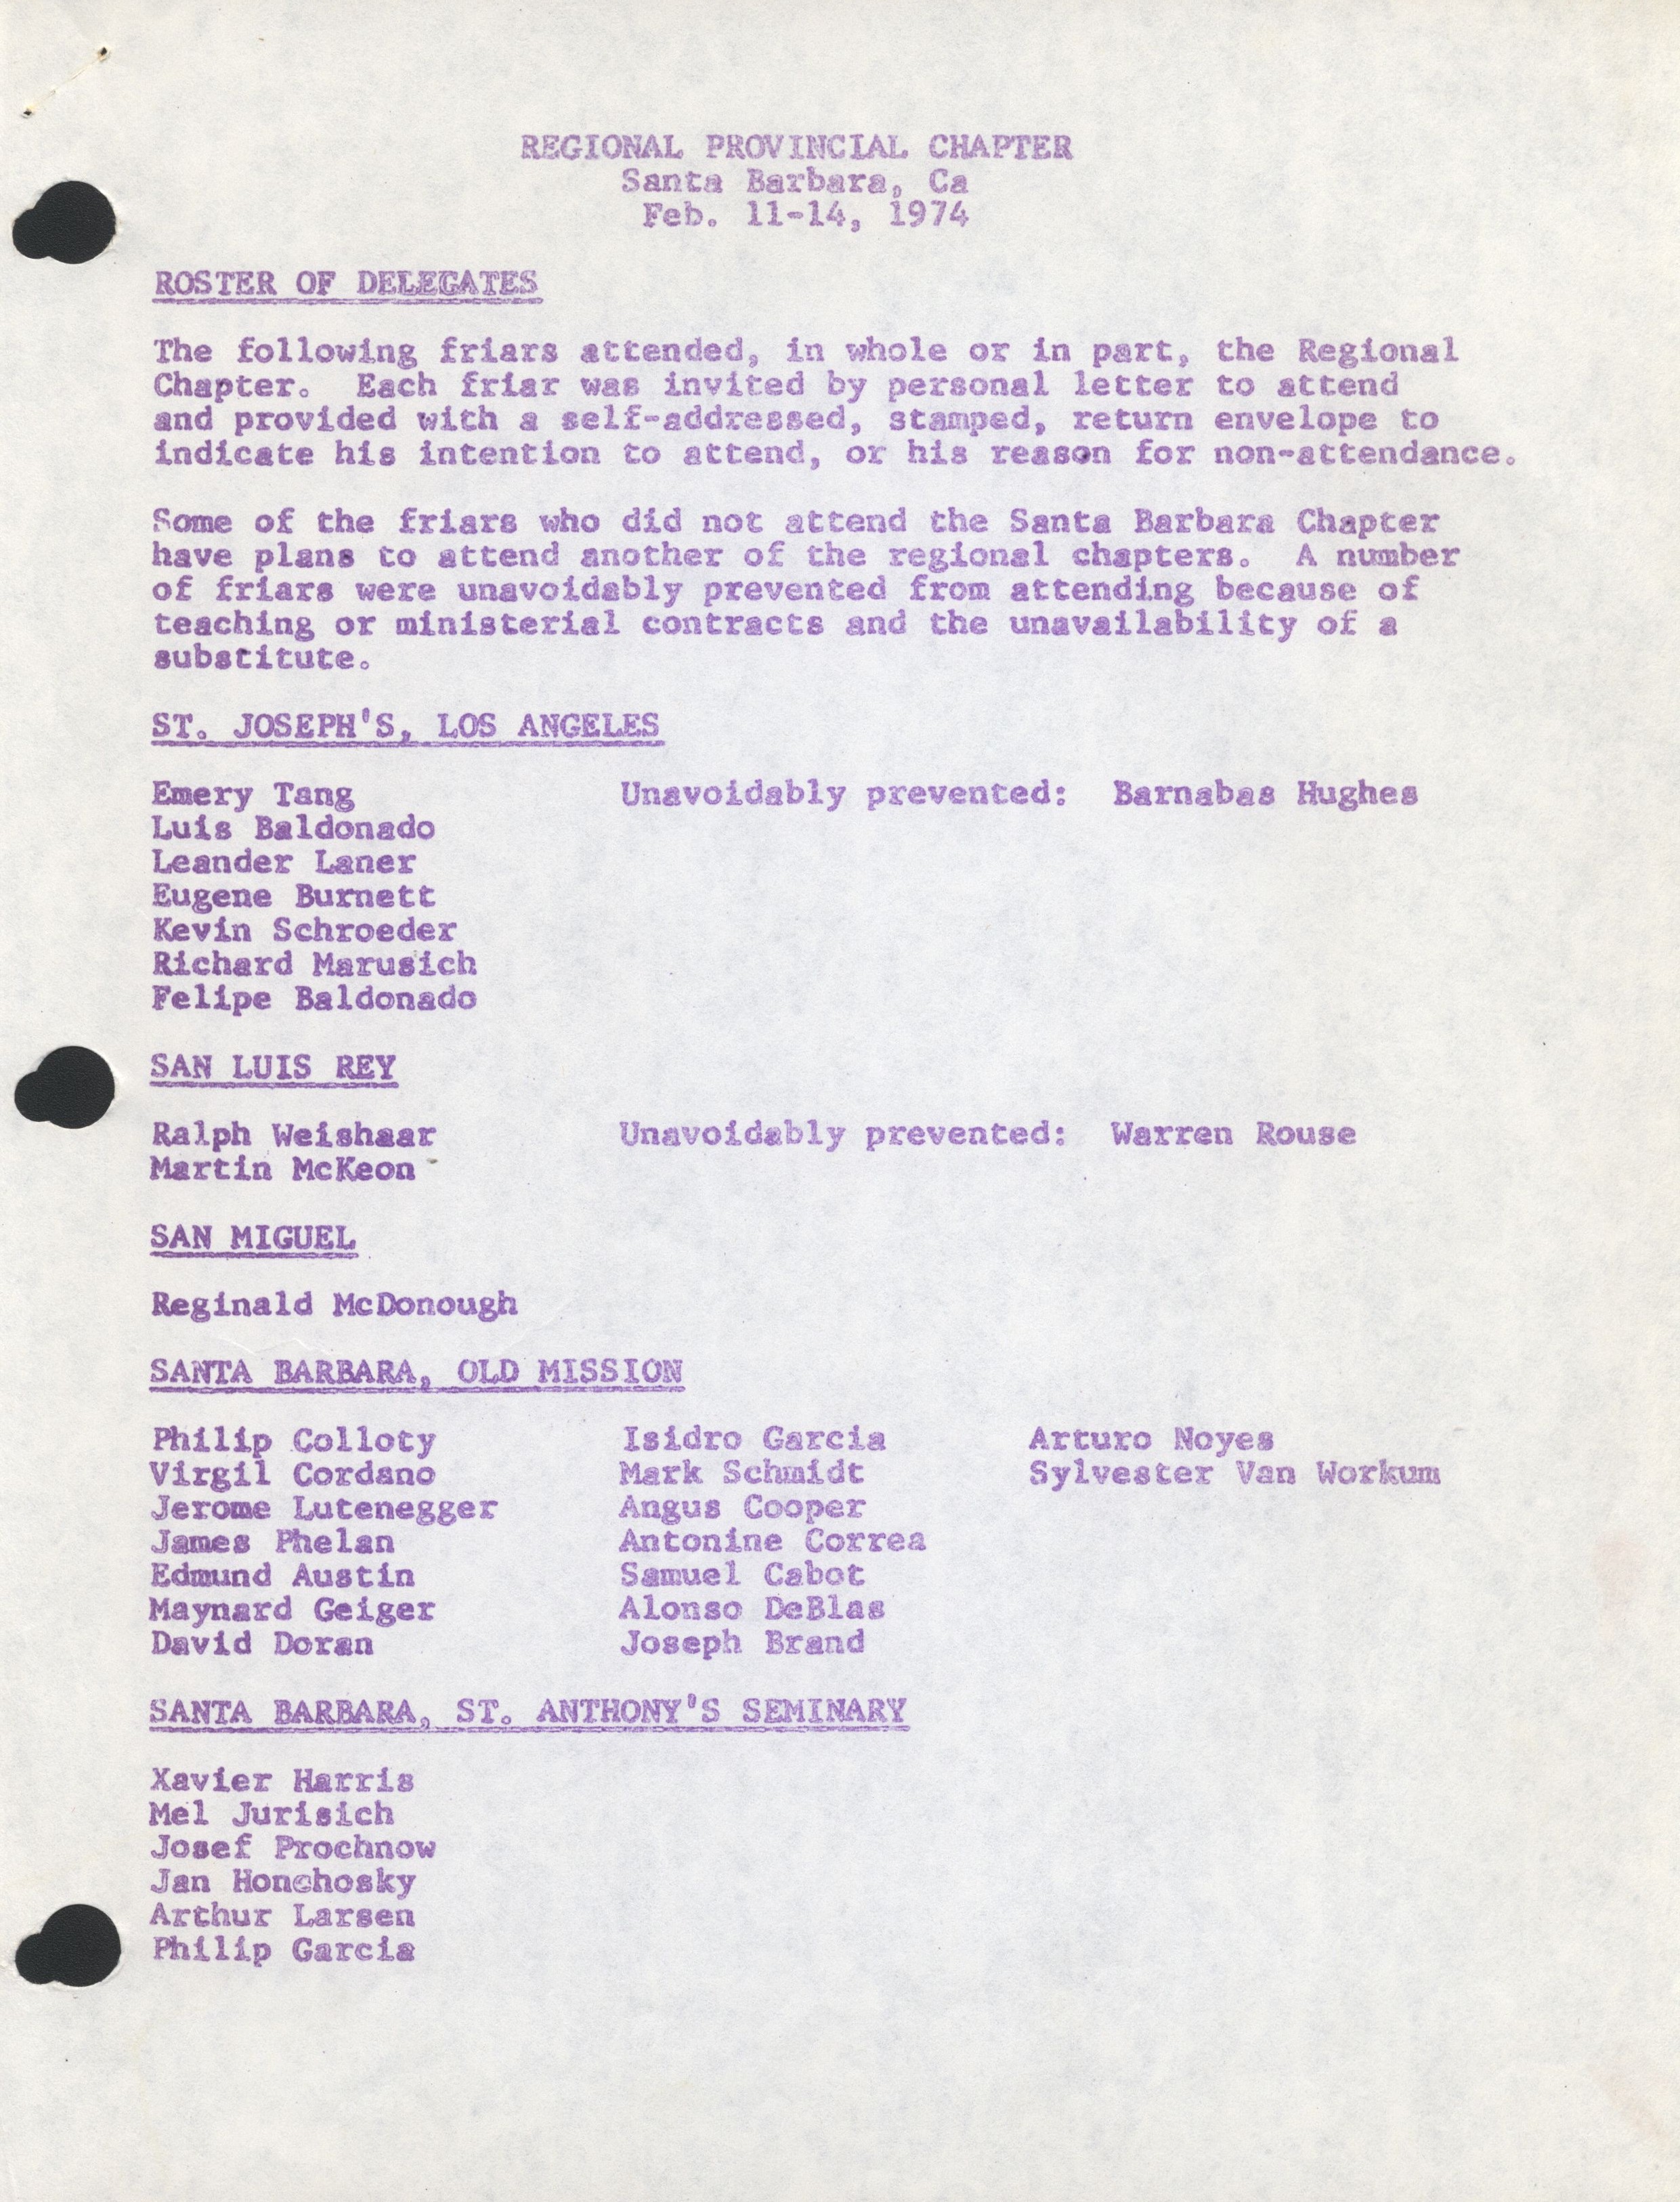 REGIONAL PROVINCIAL CHAPTER
Santa Barbara, Ca
Feb. 11-14, 1974
ROSTER OF DELEGATES
The following friars attended, in whole or in part, the Regional
Chapter.  Each friar was invited by personal letter to attend
and provided with a self-addressed, stamped, return envelope to
indicate his intention to attend, or his reason for non-attendance.
Some of the friars who did not attend the Santa Barbara Chapter
have plans to attend another of the regional chapters.  A number
of friars were unavoidably prevented from attending because of
teaching or ministerial contracts and the unavailability of a
substitute.
ST. JOSEPH'S, LOS ANGELES
Emery Tang Unavoidably prevented:  Barnabas Hughes
Luis Baldonado
Leander Laner
Eugene Burnett
Kevin Schroeder
Richard Marusich
Felipe Baldonado
SAN LUIS REY
Ralph Weishaar Unavoidably prevented:  Warren Rouse
Martin McKeon
SAN MIGUEL
Reginald McDonough
SANTA BARBARA, OLD MISSION
Philip Colloty Isidro Garcia Arturo Noyes
Virgil Cordano Mark Schmidt Sylvester Van Workum
Jerome Lutenegger Angus Cooper
James Phelan Antonine Correa
Edmund Austin Samuel Cabot
Maynard Geiger Alonso DeBlas
David Doran Joseph Brand
SANTA BARBARA, ST. ANTHONY'S SEMINARY
Xavier Harris
Mel Jurisich
Josef Prochnow
Jan Honchosky
Arthur Larsen
Philip Garcia